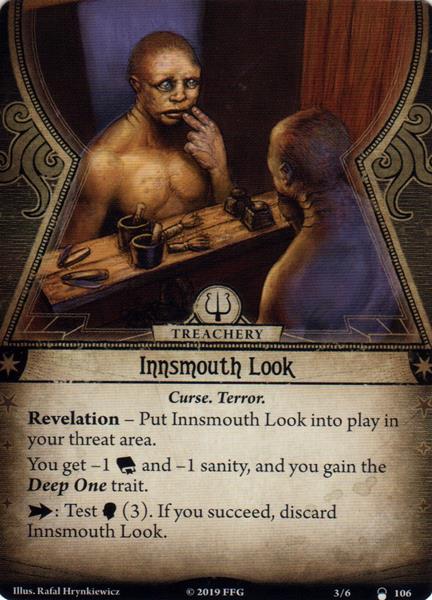 TREACHERY
Innsmouth Look
Curse. Terror.
Revelation – Put Innsmouth Look into play in
your threat area.
You get –1 and –1 sanity, and you gain the
Deep One trait.
: Test (3). If you succeed, discard
Innsmouth Look.
Illus. Rafal Hrynkiewicz © 2019 FFG 3/6 106